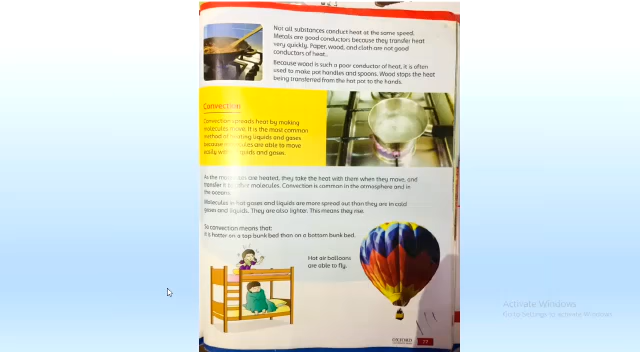 Not all substances conduct heat at the same speed.
Metals are good conductors because they transfer heat
very quickly. Paper, wood, and cloth are not good
conductors of heat.
Because wood is such a poor conductor of heat, it is often
used to make pot handles and spoons. Wood stops the heat
being transferred from the hot pot to the hands.
Convection
Convection spreads heat by making
molecules move. It is the most common
method of heating liquids and gases
because molecules are able to move
easily with liquids and gases.
As the molecules are heated, they take the heat with them when they move, and
transfer it to other molecules. Convection is common in the atmosphere and in
the oceans.
Molecules in hot gases and liquids are more spread out than they are in cold
gases and liquids. They are also lighter. This means they rise.
So convection means that:
It is hotter on a top bunk bed than on a bottom bunk bed.
Hot air balloons
are able to fly.
OXFORD
77
Activate Windows
Go to Settings to activate Windows.